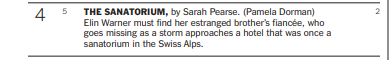 4 5 THE SANATORIUM, by Sarah Pearse. (Pamela Dorman) 2
Elin Warner must find her estranged brother's fiancée, who
goes missing as a storm approaches a hotel that was once a
sanatorium in the Swiss Alps.